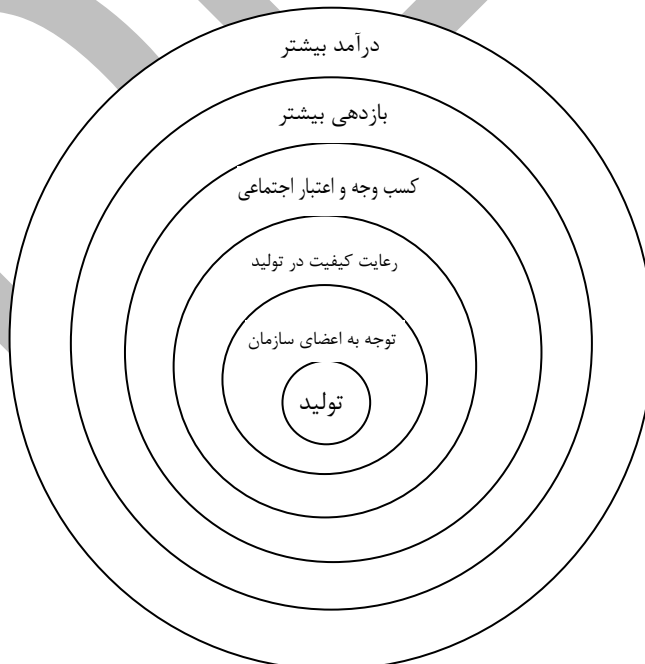 درآمد بیشتر
بازدهی بیشتر
کسب وجه و اعتبار اجتماعی
رعایت کیفیت در تولید
توجه به اعضای سازمان
تولید